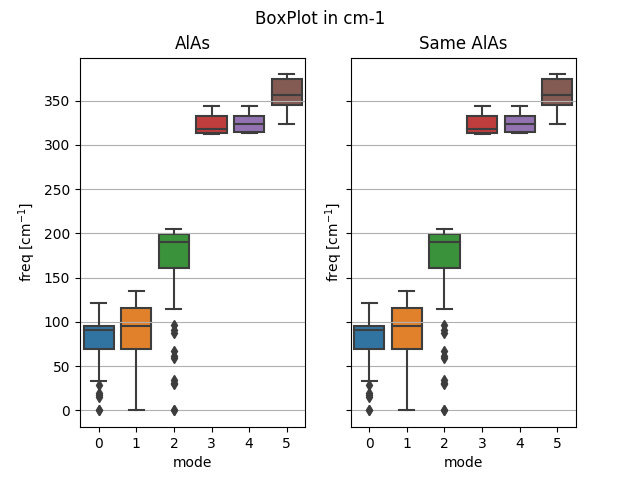 BoxPlot in cm-1
AlAs
Same AlAs
freq [cm⁻¹]
350
300
250
200
150
100
50
0
0 1 2 3 4 5
mode
freq [cm⁻¹]
0 1 2 3 4 5
mode